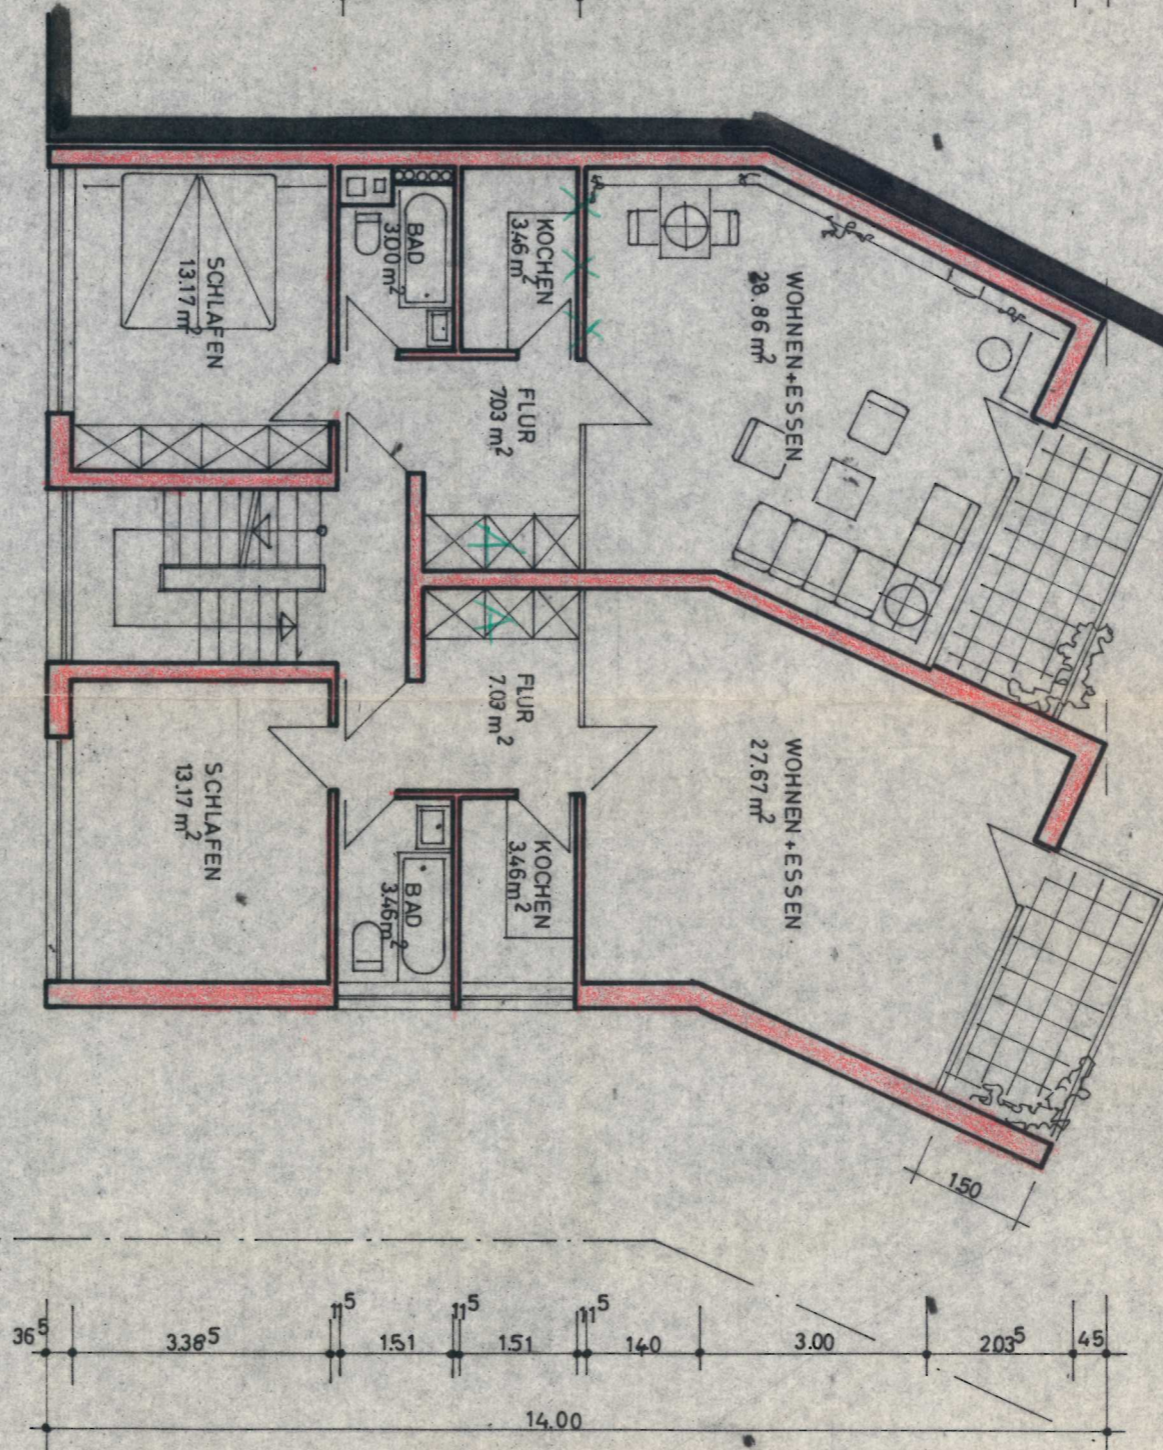 SCHLAFEN
13.17 m²
BAD
3.00 m²
KOCHEN
3.46 m²
FLUR
7.03 m²
WOHNEN+ESSEN
28.86 m²
FLUR
7.03 m²
WOHNEN+ESSEN
27.67 m²
SCHLAFEN
13.17 m²
BAD
3.46 m²
KOCHEN
3.46 m²
1.50
36⁵ 3.38⁵ 11⁵ 1.51 11⁵ 1.51 11⁵ 1.40 3.00 2.03⁵ 45
14.00